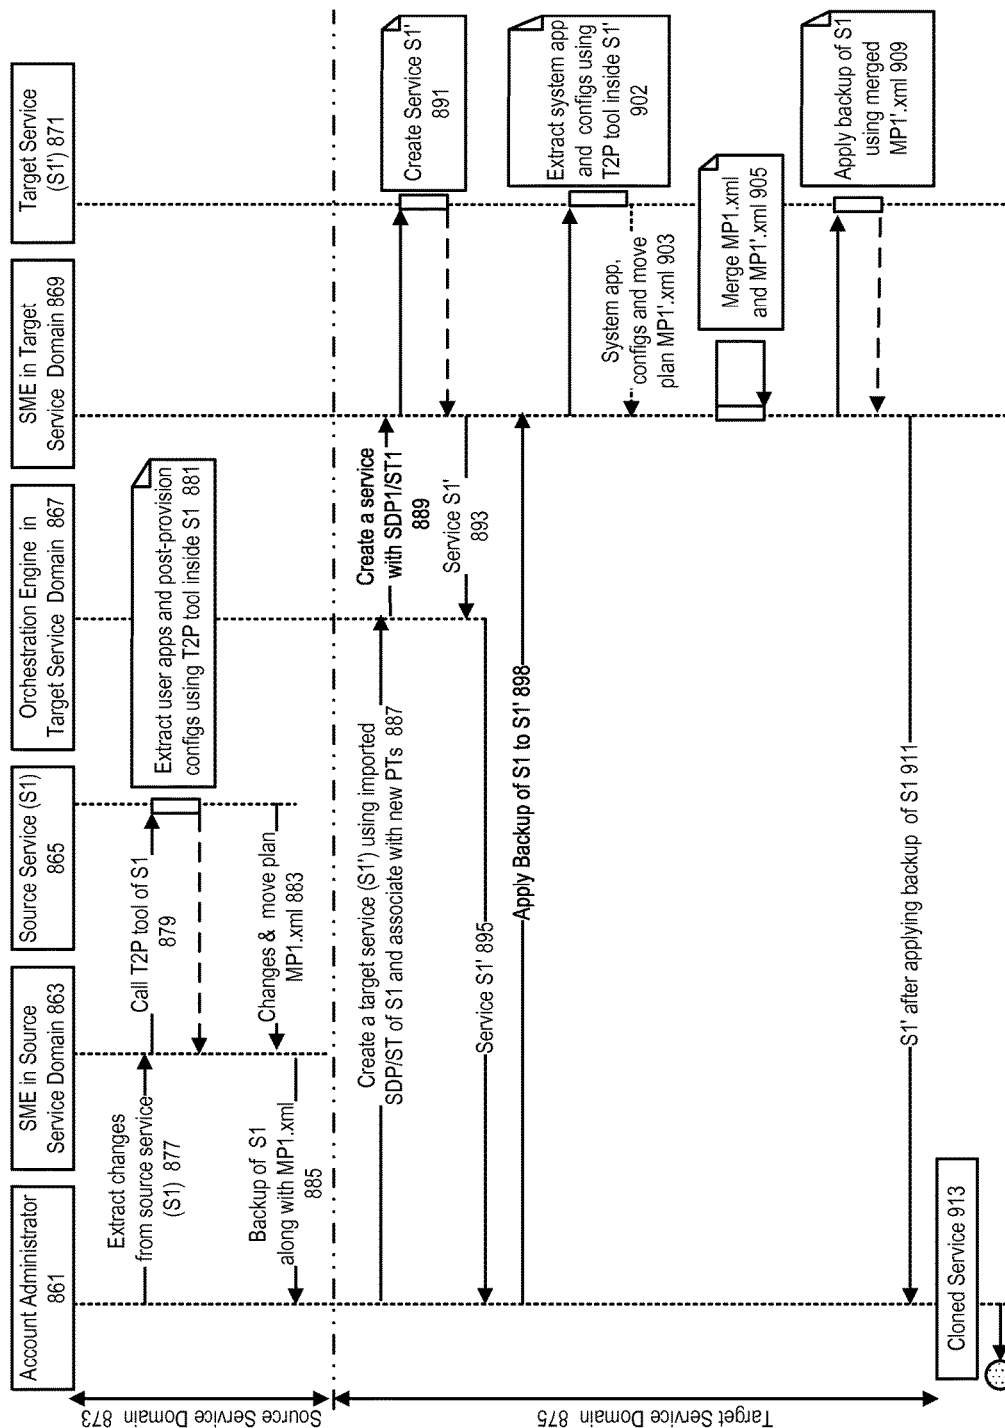 Account Administrator
861
SME in Source
Service Domain 863
Source Service (S1)
865
Orchestration Engine in
Target Service Domain 867
SME in Target
Service Domain 869
Target Service
(S1') 871
Source Service Domain 873
Extract changes
from source service
(S1) 877
Call T2P tool of S1
879
Extract user apps and post-provision
configs using T2P tool inside S1 881
Changes & move plan
MP1.xml 883
Backup of S1
along with MP1.xml
885
Target Service Domain 875
Create a target service (S1') using imported
SDP/ST of S1 and associate with new PTs 887
Create a service
with SDP1/ST1
889
Create Service S1'
891
Service S1'
893
Service S1' 895
Apply Backup of S1 to S1' 898
Extract system app
and configs using
T2P tool inside S1'
902
System app,
configs and move
plan MP1'.xml 903
Merge MP1.xml
and MP1'.xml 905
Apply backup of S1
using merged
MP1'.xml 909
S1' after applying backup of S1 911
Cloned Service 913